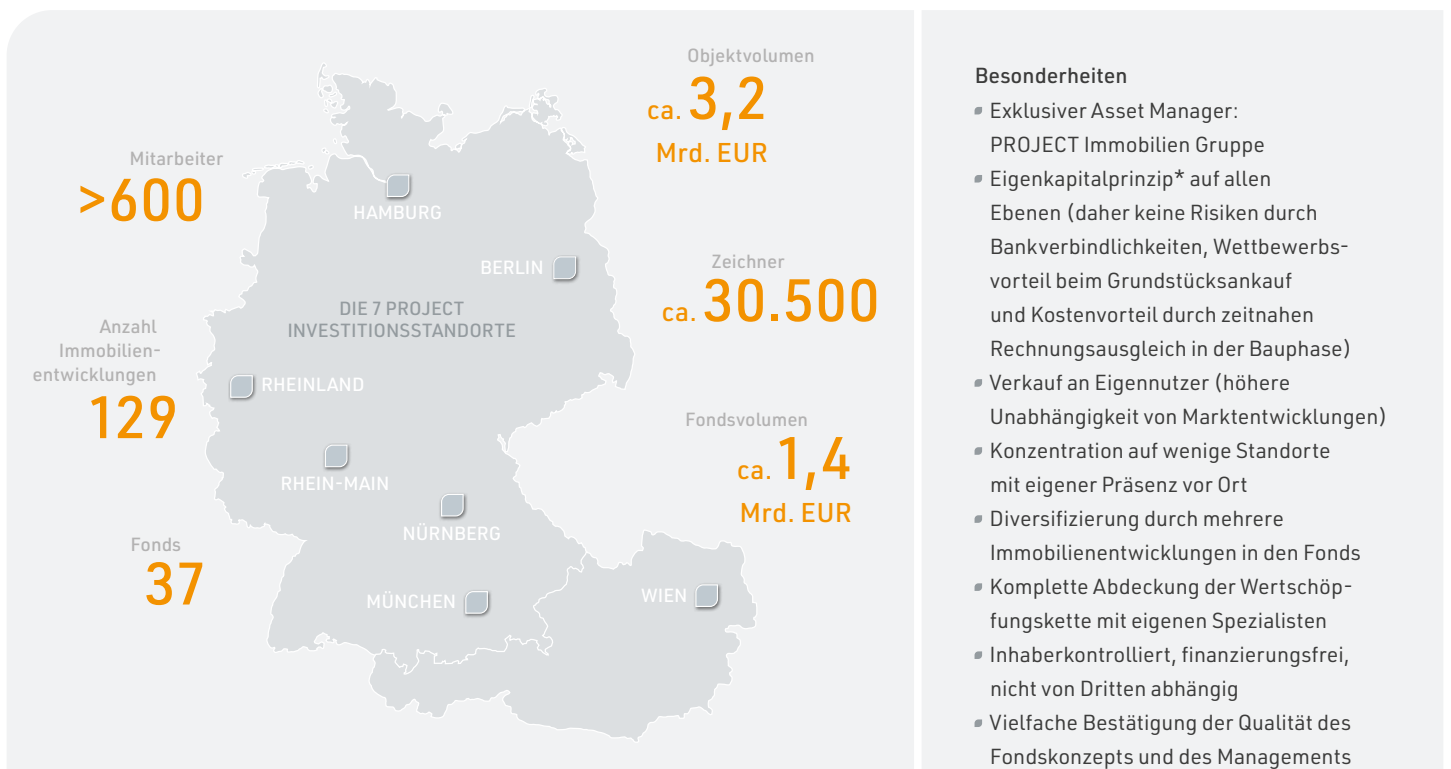 Objektvolumen
ca. 3,2
Mrd. EUR
Mitarbeiter
>600
HAMBURG
BERLIN
Zeichner
ca. 30.500
DIE 7 PROJECT
INVESTITIONSSTANDORTE
Anzahl
Immobilien-
entwicklungen
129
RHEINLAND
Fondsvolumen
ca. 1,4
Mrd. EUR
RHEIN-MAIN
NÜRNBERG
Fonds
37
MÜNCHEN
WIEN
Besonderheiten
Exklusiver Asset Manager:
PROJECT Immobilien Gruppe
Eigenkapitalprinzip* auf allen
Ebenen (daher keine Risiken durch
Bankverbindlichkeiten, Wettbewerbs-
vorteil beim Grundstücksankauf
und Kostenvorteil durch zeitnahen
Rechnungsausgleich in der Bauphase)
Verkauf an Eigennutzer (höhere
Unabhängigkeit von Marktentwicklungen)
Konzentration auf wenige Standorte
mit eigener Präsenz vor Ort
Diversifizierung durch mehrere
Immobilienentwicklungen in den Fonds
Komplette Abdeckung der Wertschöp-
fungskette mit eigenen Spezialisten
Inhaberkontrolliert, finanzierungsfrei,
nicht von Dritten abhängig
Vielfache Bestätigung der Qualität des
Fondskonzepts und des Managements